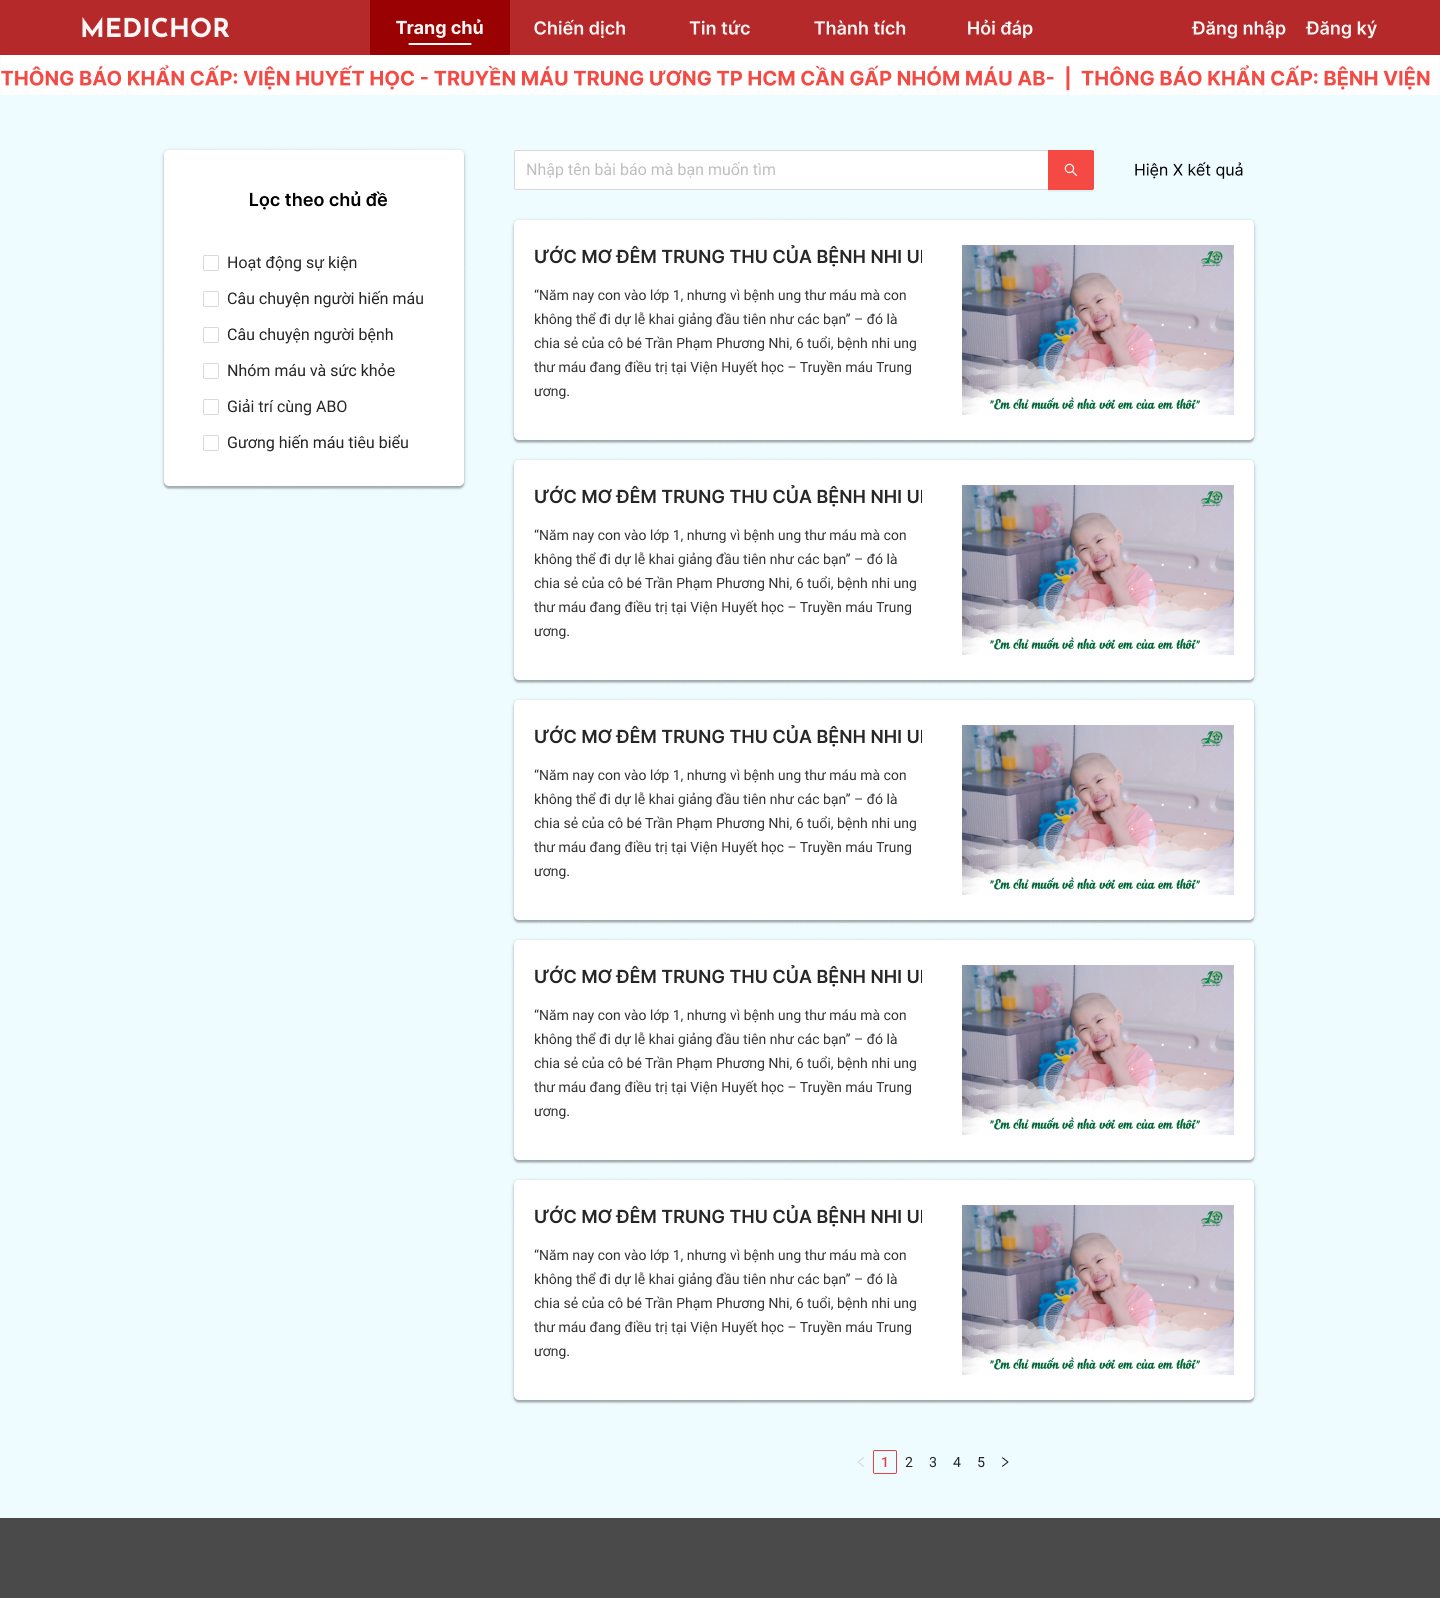 MEDICHOR
Trang chủ
Chiến dịch
Tin tức
Thành tích
Hỏi đáp
Đăng nhập
Đăng ký
THÔNG BÁO KHẨN CẤP: VIỆN HUYẾT HỌC - TRUYỀN MÁU TRUNG ƯƠNG TP HCM CẦN GẤP NHÓM MÁU AB- | THÔNG BÁO KHẨN CẤP: BỆNH VIỆN
Lọc theo chủ đề
Hoạt động sự kiện
Câu chuyện người hiến máu
Câu chuyện người bệnh
Nhóm máu và sức khỏe
Giải trí cùng ABO
Gương hiến máu tiêu biểu
Nhập tên bài báo mà bạn muốn tìm
Hiện X kết quả
ƯỚC MƠ ĐÊM TRUNG THU CỦA BỆNH NHI
“Năm nay con vào lớp 1, nhưng vì bệnh ung thư máu mà con
không thể đi dự lễ khai giảng đầu tiên như các bạn” – đó là
chia sẻ của cô bé Trần Phạm Phương Nhi, 6 tuổi, bệnh nhi ung
thư máu đang điều trị tại Viện Huyết học – Truyền máu Trung
ương.
"Em chỉ muốn về nhà với em của em thôi"
ƯỚC MƠ ĐÊM TRUNG THU CỦA BỆNH NHI
“Năm nay con vào lớp 1, nhưng vì bệnh ung thư máu mà con
không thể đi dự lễ khai giảng đầu tiên như các bạn” – đó là
chia sẻ của cô bé Trần Phạm Phương Nhi, 6 tuổi, bệnh nhi ung
thư máu đang điều trị tại Viện Huyết học – Truyền máu Trung
ương.
"Em chỉ muốn về nhà với em của em thôi"
ƯỚC MƠ ĐÊM TRUNG THU CỦA BỆNH NHI
“Năm nay con vào lớp 1, nhưng vì bệnh ung thư máu mà con
không thể đi dự lễ khai giảng đầu tiên như các bạn” – đó là
chia sẻ của cô bé Trần Phạm Phương Nhi, 6 tuổi, bệnh nhi ung
thư máu đang điều trị tại Viện Huyết học – Truyền máu Trung
ương.
"Em chỉ muốn về nhà với em của em thôi"
ƯỚC MƠ ĐÊM TRUNG THU CỦA BỆNH NHI
“Năm nay con vào lớp 1, nhưng vì bệnh ung thư máu mà con
không thể đi dự lễ khai giảng đầu tiên như các bạn” – đó là
chia sẻ của cô bé Trần Phạm Phương Nhi, 6 tuổi, bệnh nhi ung
thư máu đang điều trị tại Viện Huyết học – Truyền máu Trung
ương.
"Em chỉ muốn về nhà với em của em thôi"
ƯỚC MƠ ĐÊM TRUNG THU CỦA BỆNH NHI
“Năm nay con vào lớp 1, nhưng vì bệnh ung thư máu mà con
không thể đi dự lễ khai giảng đầu tiên như các bạn” – đó là
chia sẻ của cô bé Trần Phạm Phương Nhi, 6 tuổi, bệnh nhi ung
thư máu đang điều trị tại Viện Huyết học – Truyền máu Trung
ương.
"Em chỉ muốn về nhà với em của em thôi"
1 2 3 4 5